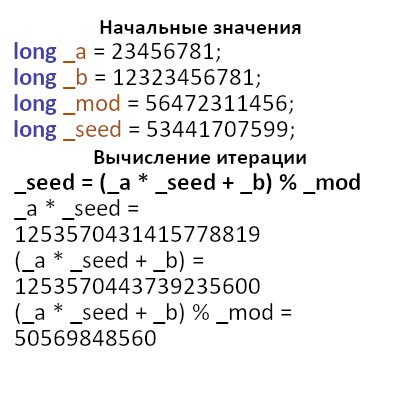 Начальные значения
long _a = 23456781;
long _b = 12323456781;
long _mod = 56472311456;
long _seed = 53441707599;
Вычисление итерации
_seed = (_a * _seed + _b) % _mod
_a * _seed =
1253570431415778819
(_a * _seed + _b) =
1253570443739235600
(_a * _seed + _b) % _mod =
50569848560